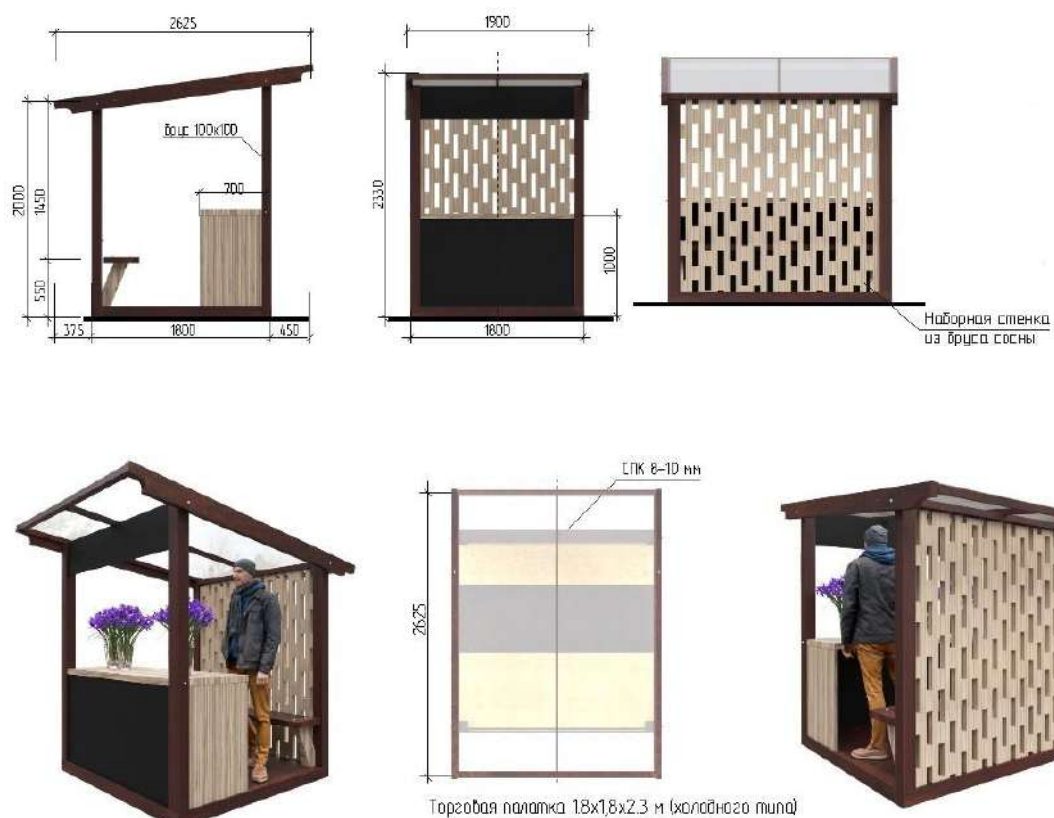 2625
1900
брус 100х100
700
2000
1450
550
375
1800
450
2330
1000
1800
Наборная стенка
из бруса сосны
СПК 8-10 мм
2625
Торговая палатка 1.8х1,8х2.3 м (холодного типа)